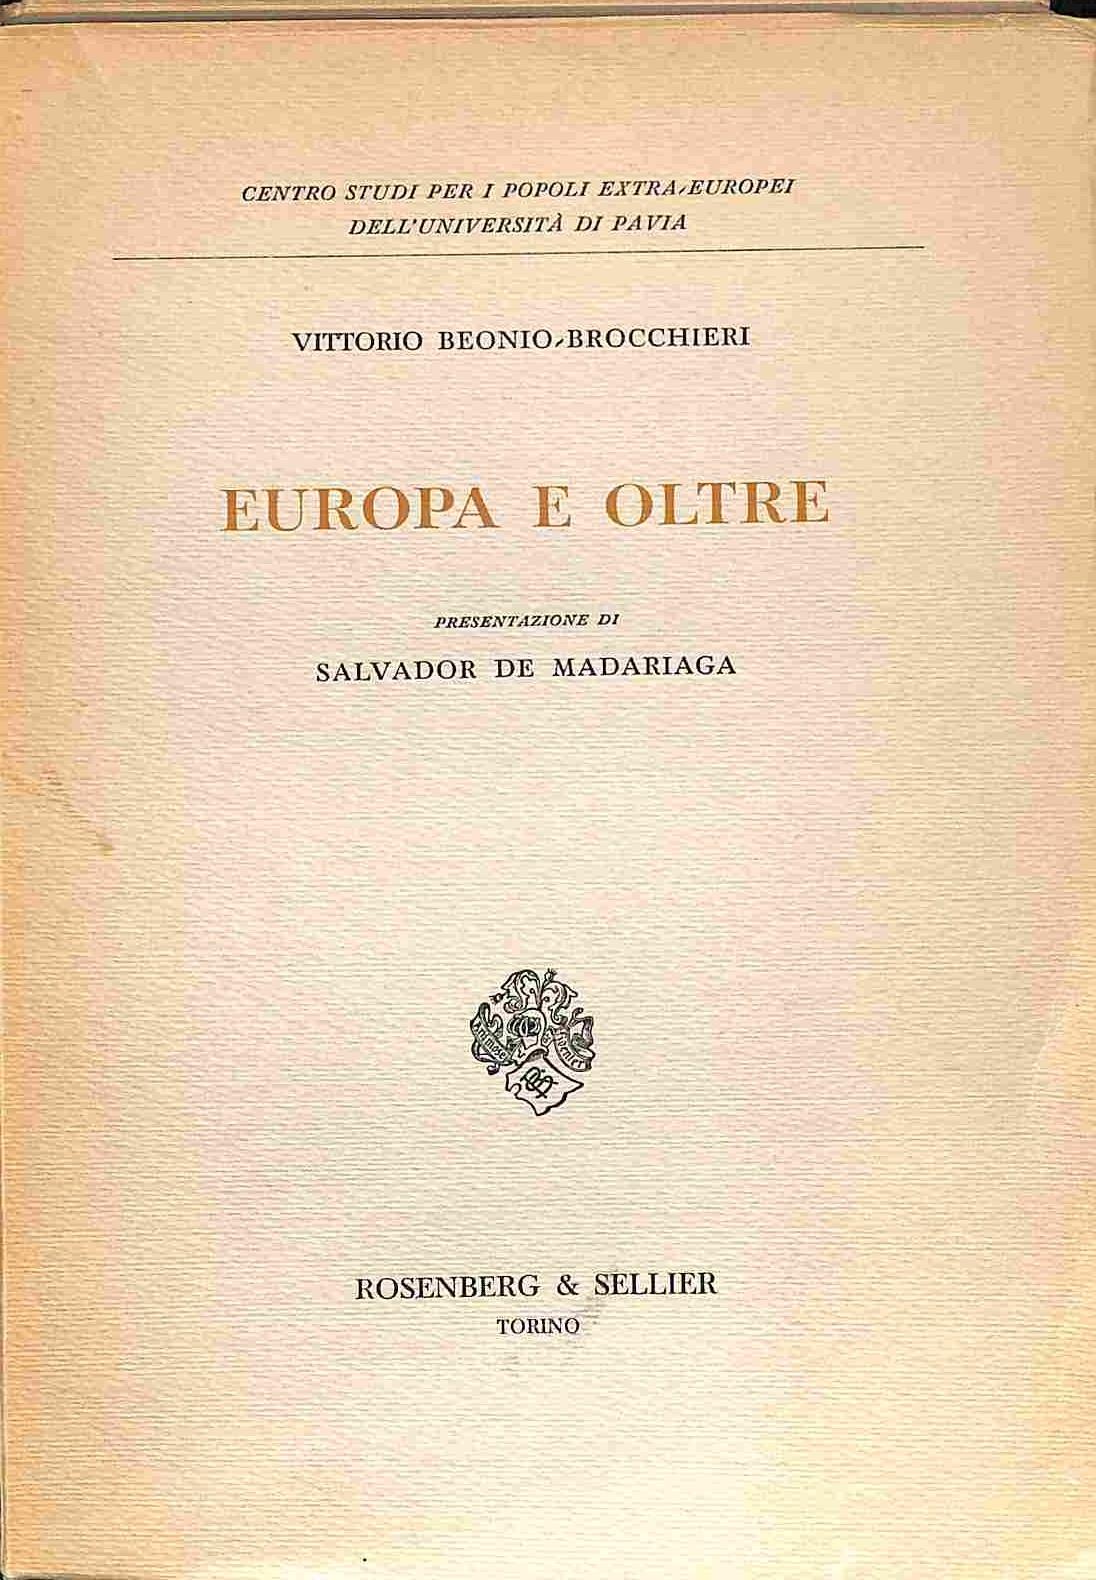 CENTRO STUDI PER I POPOLI EXTRA-EUROPEI
DELL'UNIVERSITÀ DI PAVIA
VITTORIO BEONIO-BROCCHIERI
EUROPA E OLTRE
PRESENTAZIONE DI
SALVADOR DE MADARIAGA
ROSENBERG & SELLIER
TORINO